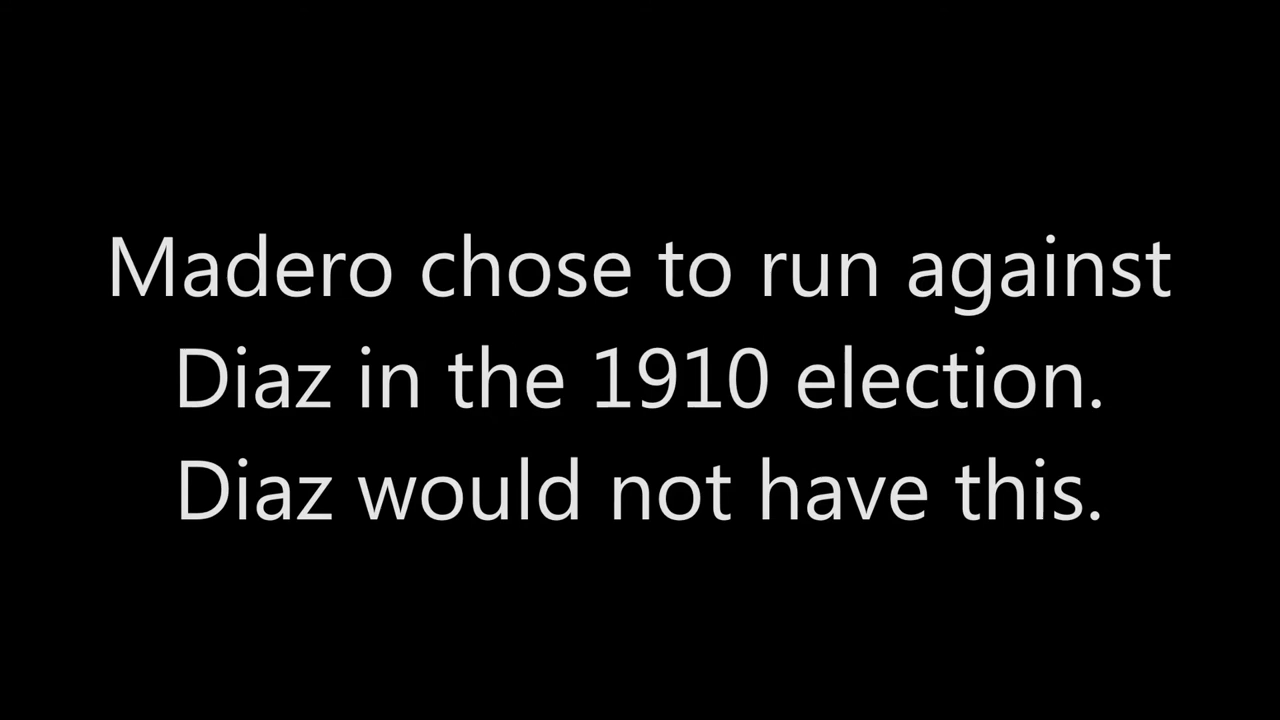 Madero chose to run against
Diaz in the 1910 election.
Diaz would not have this.